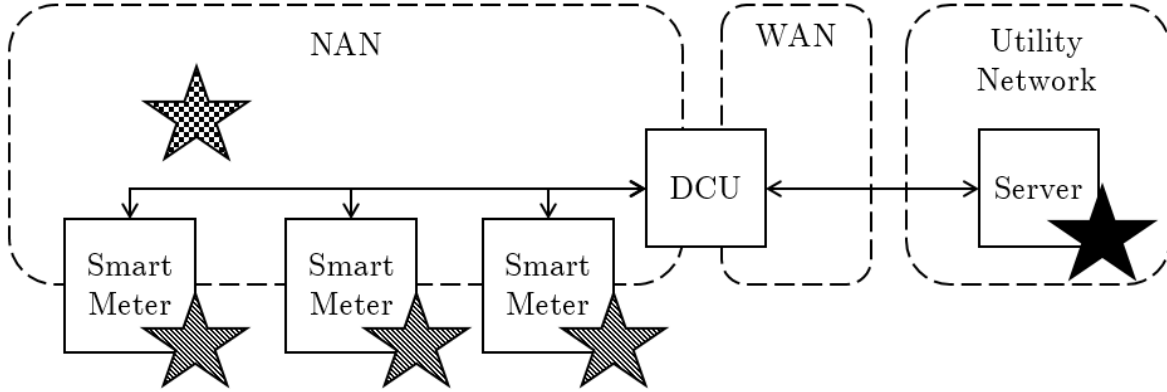 NAN
WAN
Utility
Network
DCU
Server
Smart
Meter
Smart
Meter
Smart
Meter